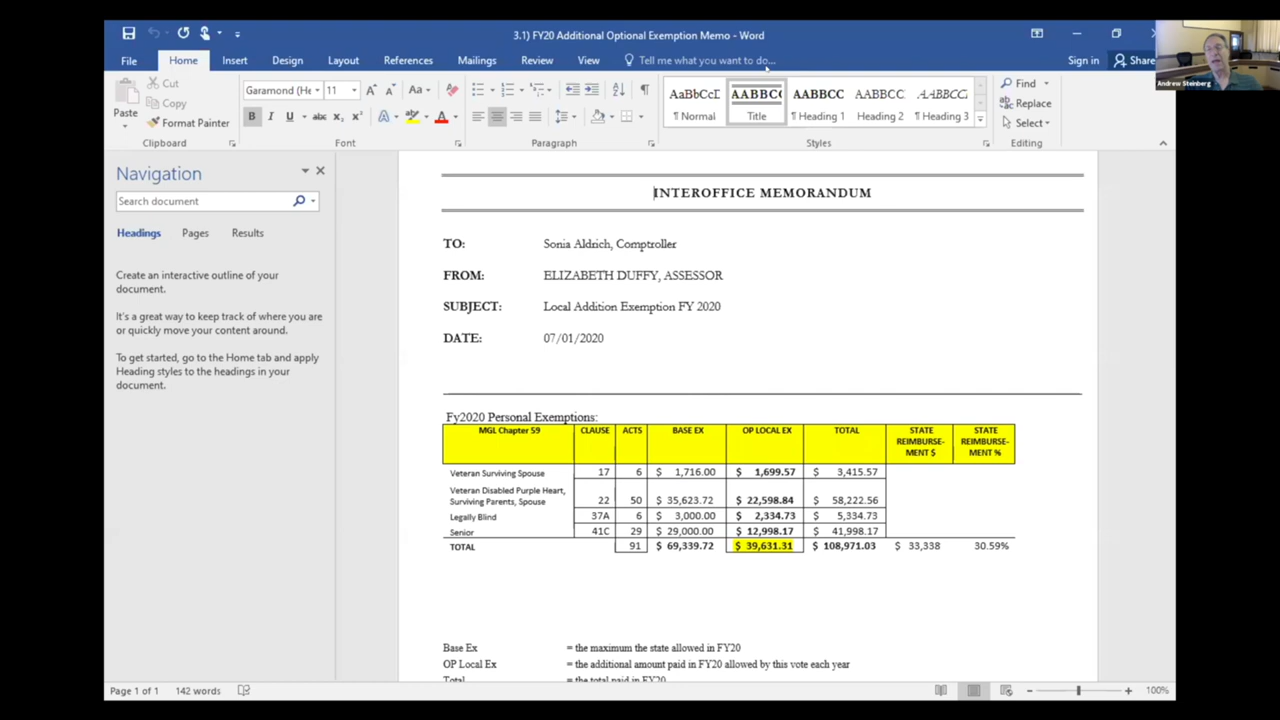 3.1) FY20 Additional Optional Exemption Memo - Word
Andrew Steinberg
File Home Insert Design Layout References Mailings Review View Tell me what you want to do... Sign in Share
Paste Cut Copy Format Painter
Clipboard
Garamond (He 11
Font
Paragraph
AaBbCcD AABBC AABBCC AABBCC AABBCC
¶ Normal Title ¶ Heading 1 Heading 2 ¶ Heading 3
Styles
Find
Replace
Select
Editing
Navigation
Search document
Headings Pages Results
Create an interactive outline of your
document.
It's a great way to keep track of where you are
or quickly move your content around.
To get started, go to the Home tab and apply
Heading styles to the headings in your
document.
INTEROFFICE MEMORANDUM
TO: Sonia Aldrich, Comptroller
FROM: ELIZABETH DUFFY, ASSESSOR
SUBJECT: Local Addition Exemption FY 2020
DATE: 07/01/2020
Fy2020 Personal Exemptions:
MGL Chapter 59 CLAUSE ACTS BASE EX OP LOCAL EX TOTAL STATE REIMBURSE-MENT $ STATE REIMBURSE-MENT %
Veteran Surviving Spouse 17 6 $ 1,716.00 $ 1,699.57 $ 3,415.57
Veteran Disabled Purple Heart,
Surviving Parents, Spouse 22 50 $ 35,623.72 $ 22,598.84 $ 58,222.56
Legally Blind 37A 6 $ 3,000.00 $ 2,334.73 $ 5,334.73
Senior 41C 29 $ 29,000.00 $ 12,998.17 $ 41,998.17
TOTAL 91 $ 69,339.72 $ 39,631.31 $ 108,971.03 $ 33,338 30.59%
Base Ex = the maximum the state allowed in FY20
OP Local Ex = the additional amount paid in FY20 allowed by this vote each year
Total = the total paid in FY20
Page 1 of 1 142 words 100%